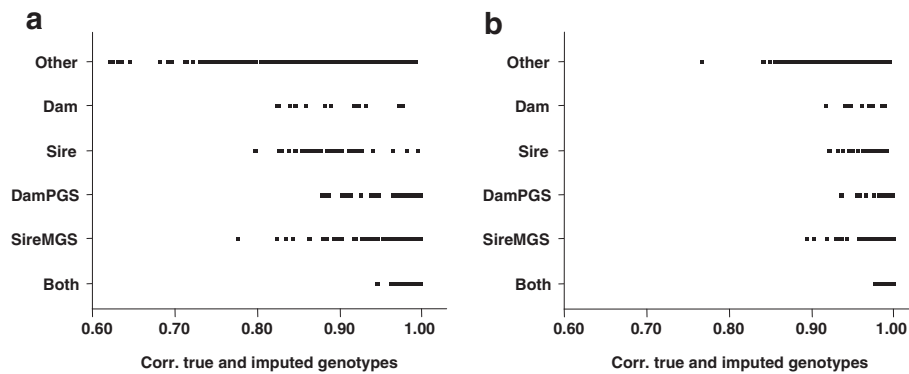 a
Other
Dam
Sire
DamPGS
SireMGS
Both
0.60 0.70 0.80 0.90 1.00
Corr. true and imputed genotypes
b
Other
Dam
Sire
DamPGS
SireMGS
Both
0.60 0.70 0.80 0.90 1.00
Corr. true and imputed genotypes